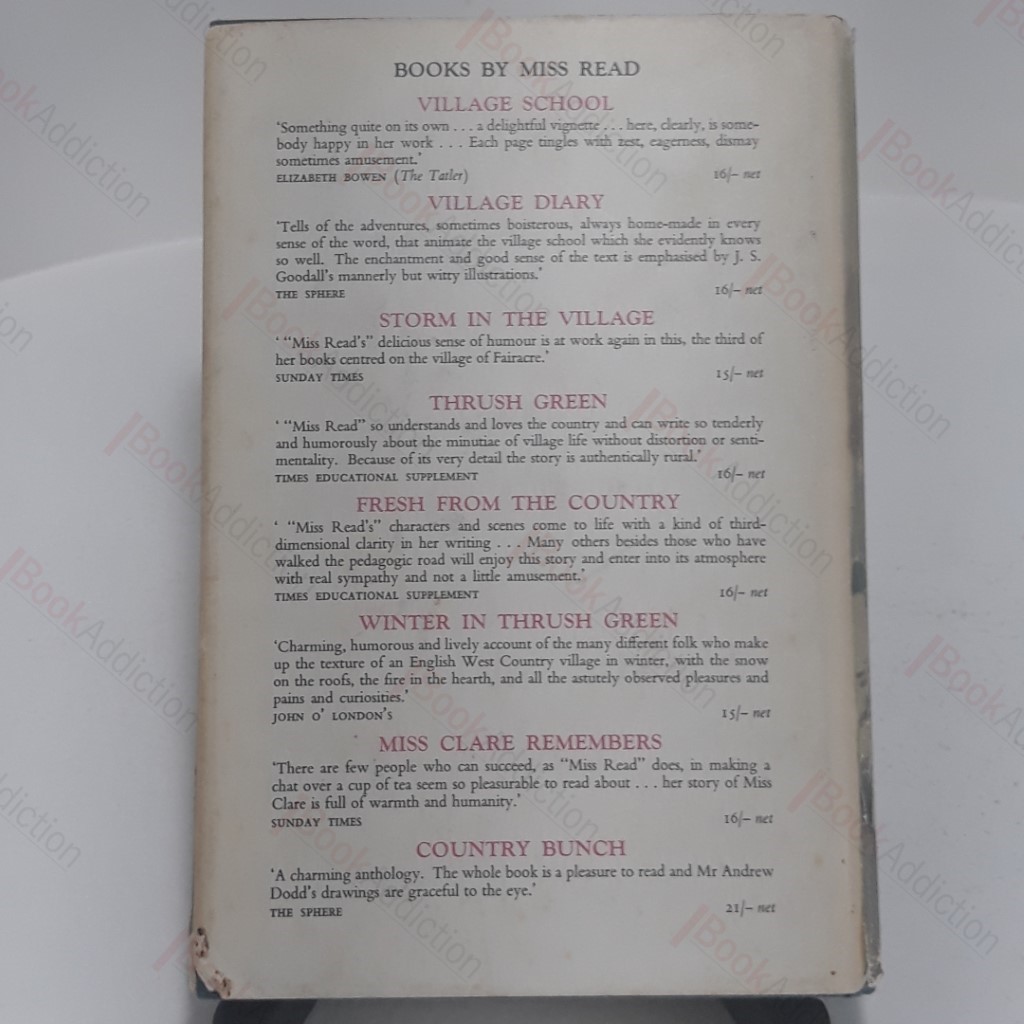 BOOKS BY MISS READ
VILLAGE SCHOOL
'Something quite on its own . . . a delightful vignette . . . here, clearly, is some-
body happy in her work . . . Each page tingles with zest, eagerness, dismay
sometimes amusement.'
ELIZABETH BOWEN (The Tatler) 16/– net
VILLAGE DIARY
'Tells of the adventures, sometimes boisterous, always home-made in every
sense of the word, that animate the village school which she evidently knows
so well. The enchantment and good sense of the text is emphasised by J. S.
Goodall's mannerly but witty illustrations.'
THE SPHERE 16/– net
STORM IN THE VILLAGE
' "Miss Read's" delicious sense of humour is at work again in this, the third of
her books centred on the village of Fairacre.'
SUNDAY TIMES 15/– net
THRUSH GREEN
' "Miss Read" so understands and loves the country and can write so tenderly
and humorously about the minutiae of village life without distortion or senti-
mentality. Because of its very detail the story is authentically rural.'
TIMES EDUCATIONAL SUPPLEMENT 16/– net
FRESH FROM THE COUNTRY
' "Miss Read's" characters and scenes come to life with a kind of third-
dimensional clarity in her writing . . . Many others besides those who have
walked the pedagogic road will enjoy this story and enter into its atmosphere
with real sympathy and not a little amusement.'
TIMES EDUCATIONAL SUPPLEMENT 16/– net
WINTER IN THRUSH GREEN
'Charming, humorous and lively account of the many different folk who make
up the texture of an English West Country village in winter, with the snow
on the roofs, the fire in the hearth, and all the astutely observed pleasures and
pains and curiosities.'
JOHN O' LONDON'S 15/– net
MISS CLARE REMEMBERS
'There are few people who can succeed, as "Miss Read" does, in making a
chat over a cup of tea seem so pleasurable to read about . . . her story of Miss
Clare is full of warmth and humanity.'
SUNDAY TIMES 16/– net
COUNTRY BUNCH
'A charming anthology. The whole book is a pleasure to read and Mr Andrew
Dodd's drawings are graceful to the eye.'
THE SPHERE 21/– net
BookAddiction